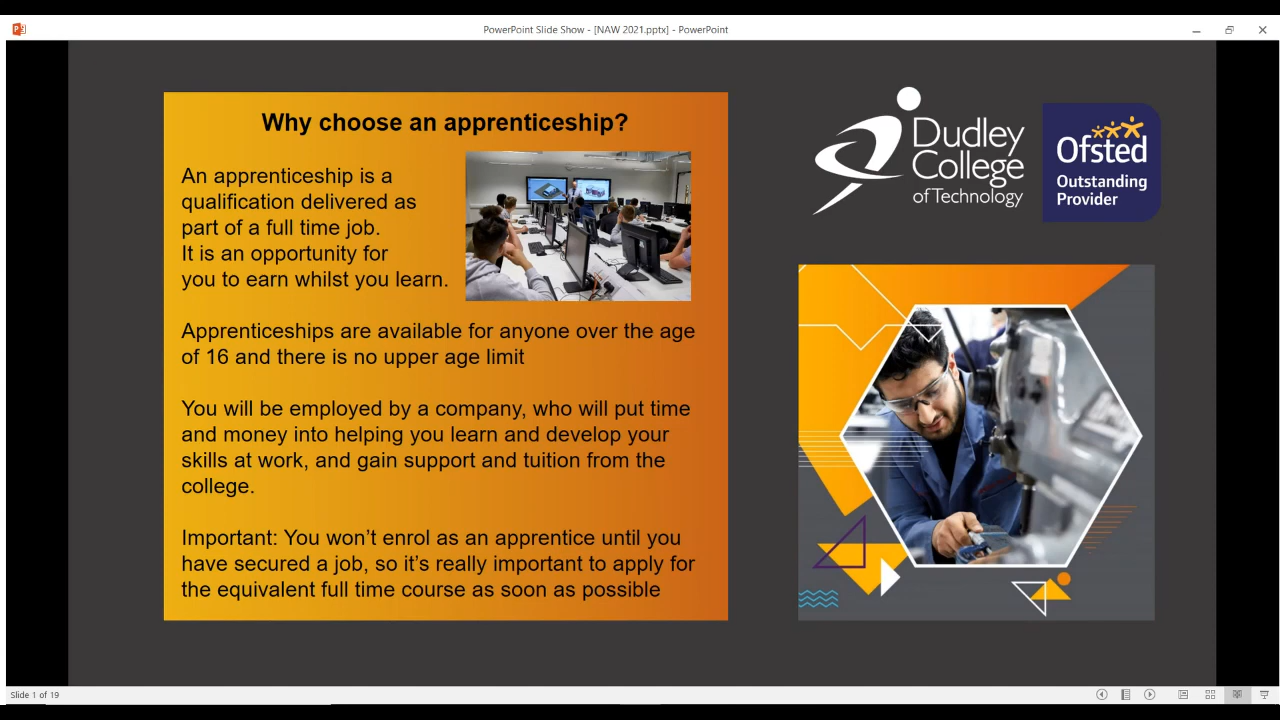 PowerPoint Slide Show - [NAW 2021.pptx] - PowerPoint
Why choose an apprenticeship?
An apprenticeship is a
qualification delivered as
part of a full time job.
It is an opportunity for
you to earn whilst you learn.
Apprenticeships are available for anyone over the age
of 16 and there is no upper age limit
You will be employed by a company, who will put time
and money into helping you learn and develop your
skills at work, and gain support and tuition from the
college.
Important: You won’t enrol as an apprentice until you
have secured a job, so it’s really important to apply for
the equivalent full time course as soon as possible
Dudley
College
of Technology
Ofsted
Outstanding
Provider
Slide 1 of 19